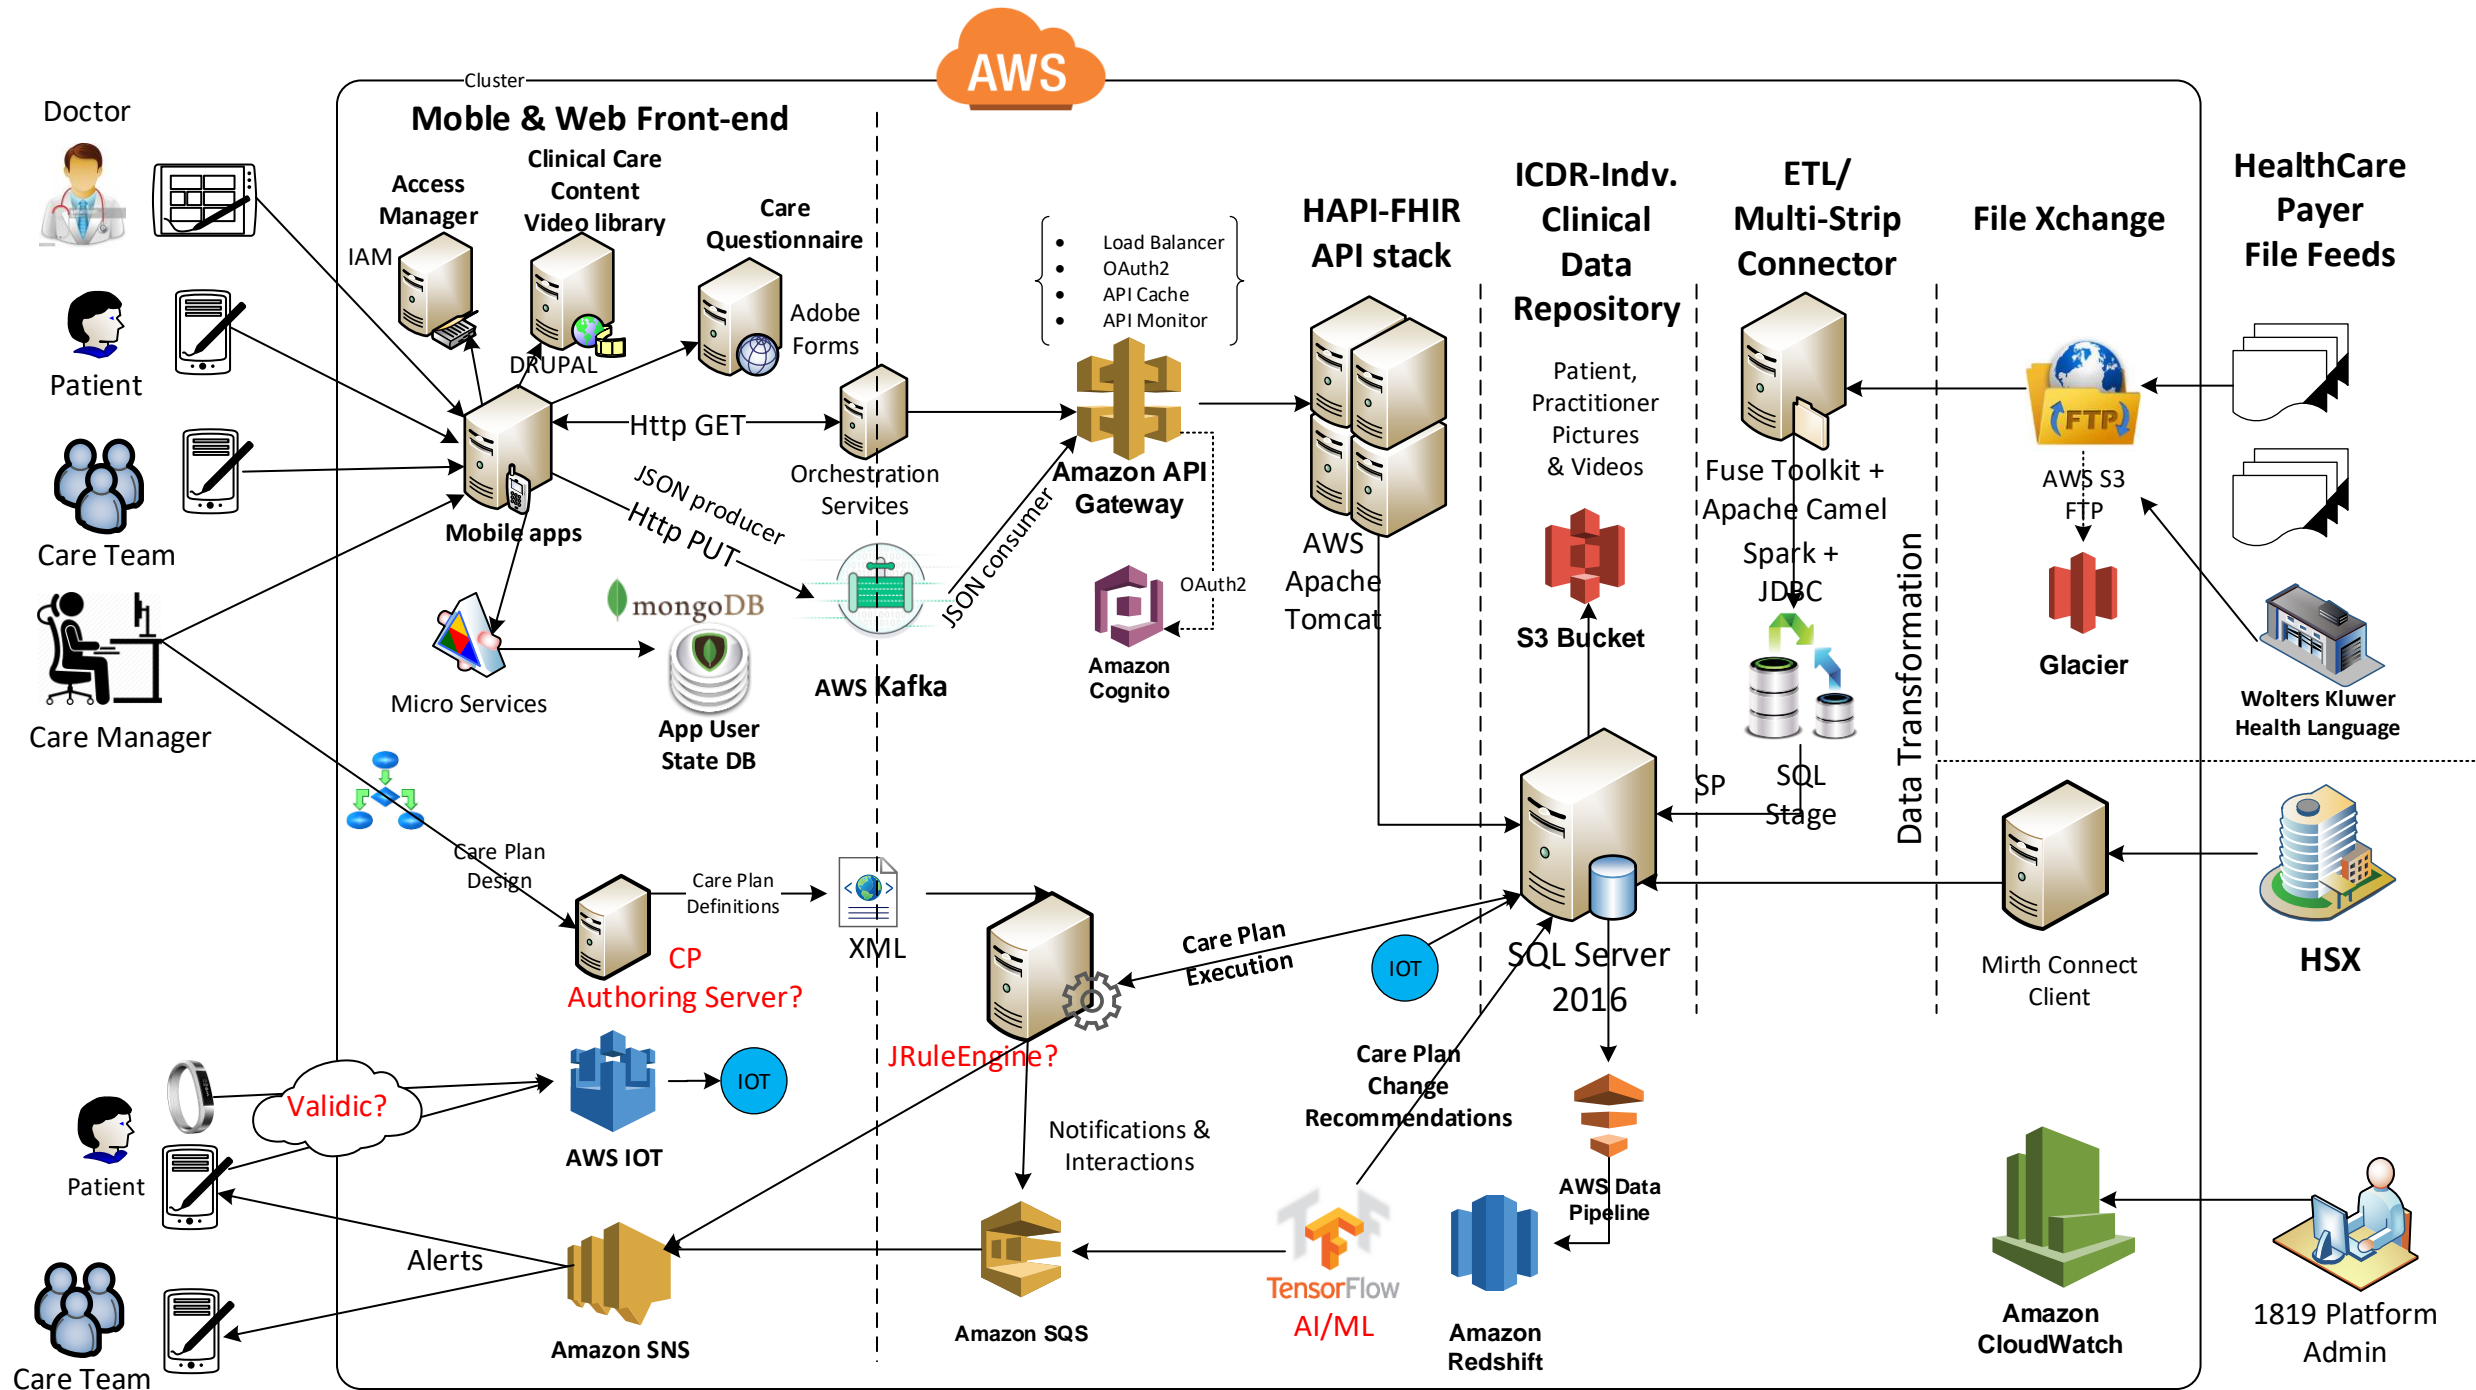 AWS
Cluster
Moble & Web Front-end
Doctor
Access
Manager
IAM
Clinical Care
Content
Video library
DRUPAL
Care
Questionnaire
Adobe
Forms
Patient
Care Team
Care Manager
Mobile apps
Http GET
Orchestration
Services
JSON producer
Http PUT
AWS Kafka
JSON consumer
Micro Services
mongoDB
App User
State DB
Load Balancer
OAuth2
API Cache
API Monitor
Amazon API
Gateway
OAuth2
Amazon
Cognito
HAPI-FHIR
API stack
AWS
Apache
Tomcat
ICDR-Indv.
Clinical
Data
Repository
Patient,
Practitioner
Pictures
& Videos
S3 Bucket
SQL Server
2016
ETL/
Multi-Strip
Connector
Fuse Toolkit +
Apache Camel
Spark +
JDBC
SQL
Stage
SP
Data Transformation
File Xchange
FTP
AWS S3
FTP
Glacier
HealthCare
Payer
File Feeds
Wolters Kluwer
Health Language
Mirth Connect
Client
HSX
Care Plan
Design
CP
Authoring Server?
Care Plan
Definitions
XML
JRuleEngine?
Care Plan
Execution
IOT
Care Plan
Change
Recommendations
Validic?
AWS IOT
IOT
Patient
Notifications &
Interactions
Alerts
Care Team
Amazon SNS
Amazon SQS
TensorFlow
AI/ML
AWS Data
Pipeline
Amazon
Redshift
Amazon
CloudWatch
1819 Platform
Admin